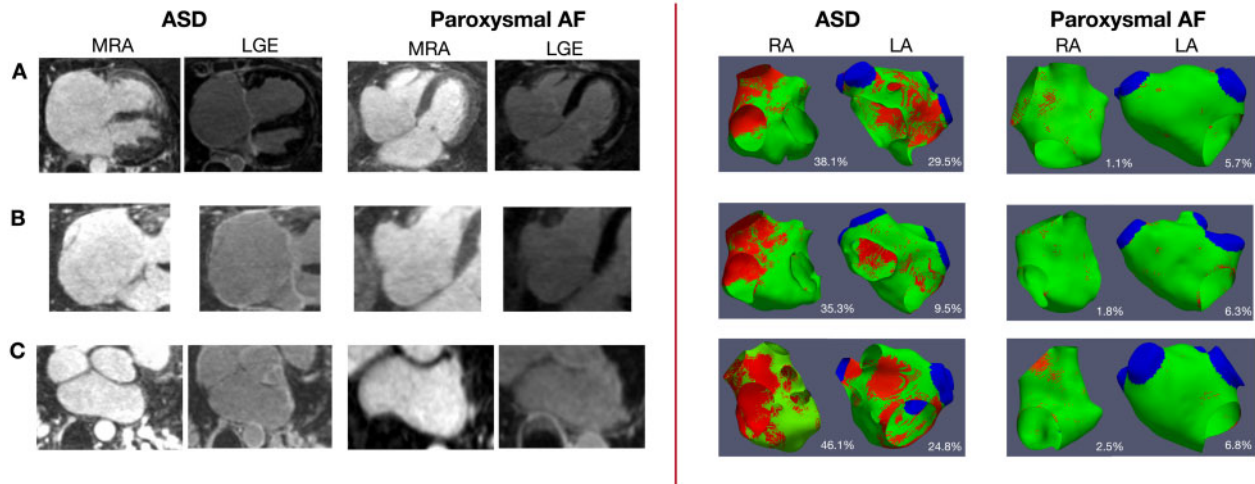 ASD Paroxysmal AF ASD Paroxysmal AF
MRA LGE MRA LGE RA LA RA LA
A
38.1% 29.5% 1.1% 5.7%
B
35.3% 9.5% 1.8% 6.3%
C
46.1% 24.8% 2.5% 6.8%